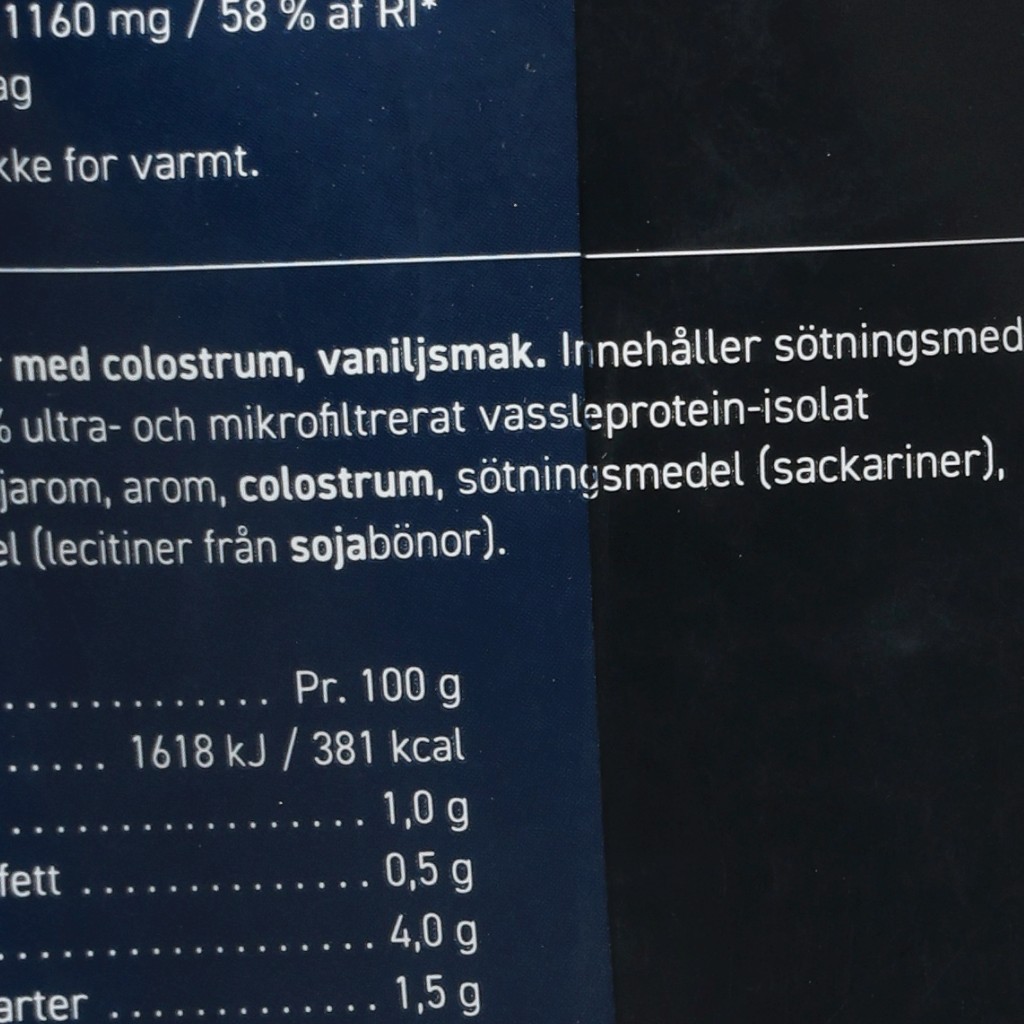 1160 mg / 58 % af RI*
ag
kke for varmt.
med colostrum, vaniljsmak. Innehåller sötningsmed
% ultra- och mikrofiltrerat vassleprotein-isolat
jarom, arom, colostrum, sötningsmedel (sackariner),
el (lecitiner från sojabönor).
............. Pr. 100 g
..... 1618 kJ / 381 kcal
................. 1,0 g
fett .............. 0,5 g
.................. 4,0 g
arter ............. 1,5 g